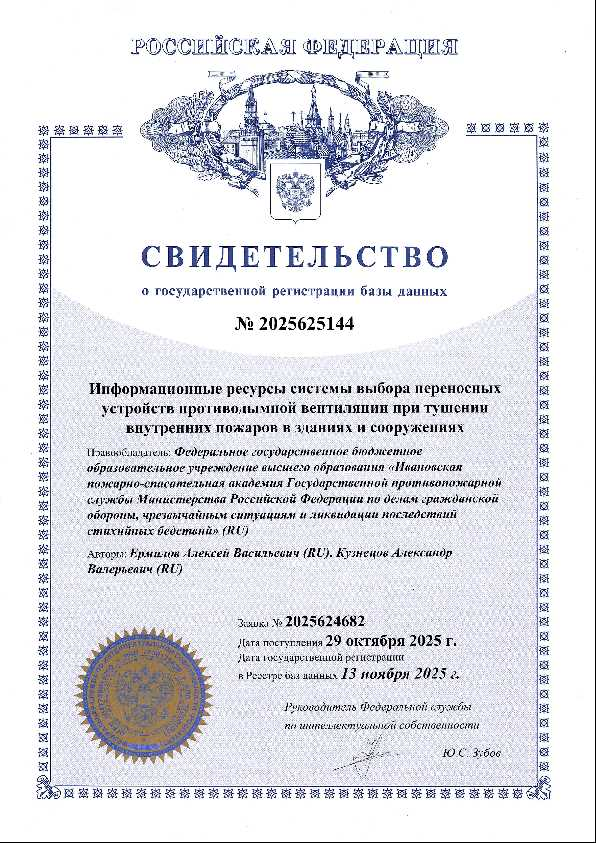 РОССИЙСКАЯ ФЕДЕРАЦИЯ
СВИДЕТЕЛЬСТВО
о государственной регистрации базы данных
№ 2025625144
Информационные ресурсы системы выбора переносных
устройств противодымной вентиляции при тушении
внутренних пожаров в зданиях и сооружениях
Правообладатель: Федеральное государственное бюджетное
образовательное учреждение высшего образования «Ивановская
пожарно-спасательная академия Государственной противопожарной
службы Министерства Российской Федерации по делам гражданской
обороны, чрезвычайным ситуациям и ликвидации последствий
стихийных бедствий» (RU)
Авторы: Ермилов Алексей Васильевич (RU), Кузнецов Александр
Валерьевич (RU)
Заявка № 2025624682
Дата поступления 29 октября 2025 г.
Дата государственной регистрации
в Реестре баз данных 13 ноября 2025 г.
Руководитель Федеральной службы
по интеллектуальной собственности
Ю.С. Зубов